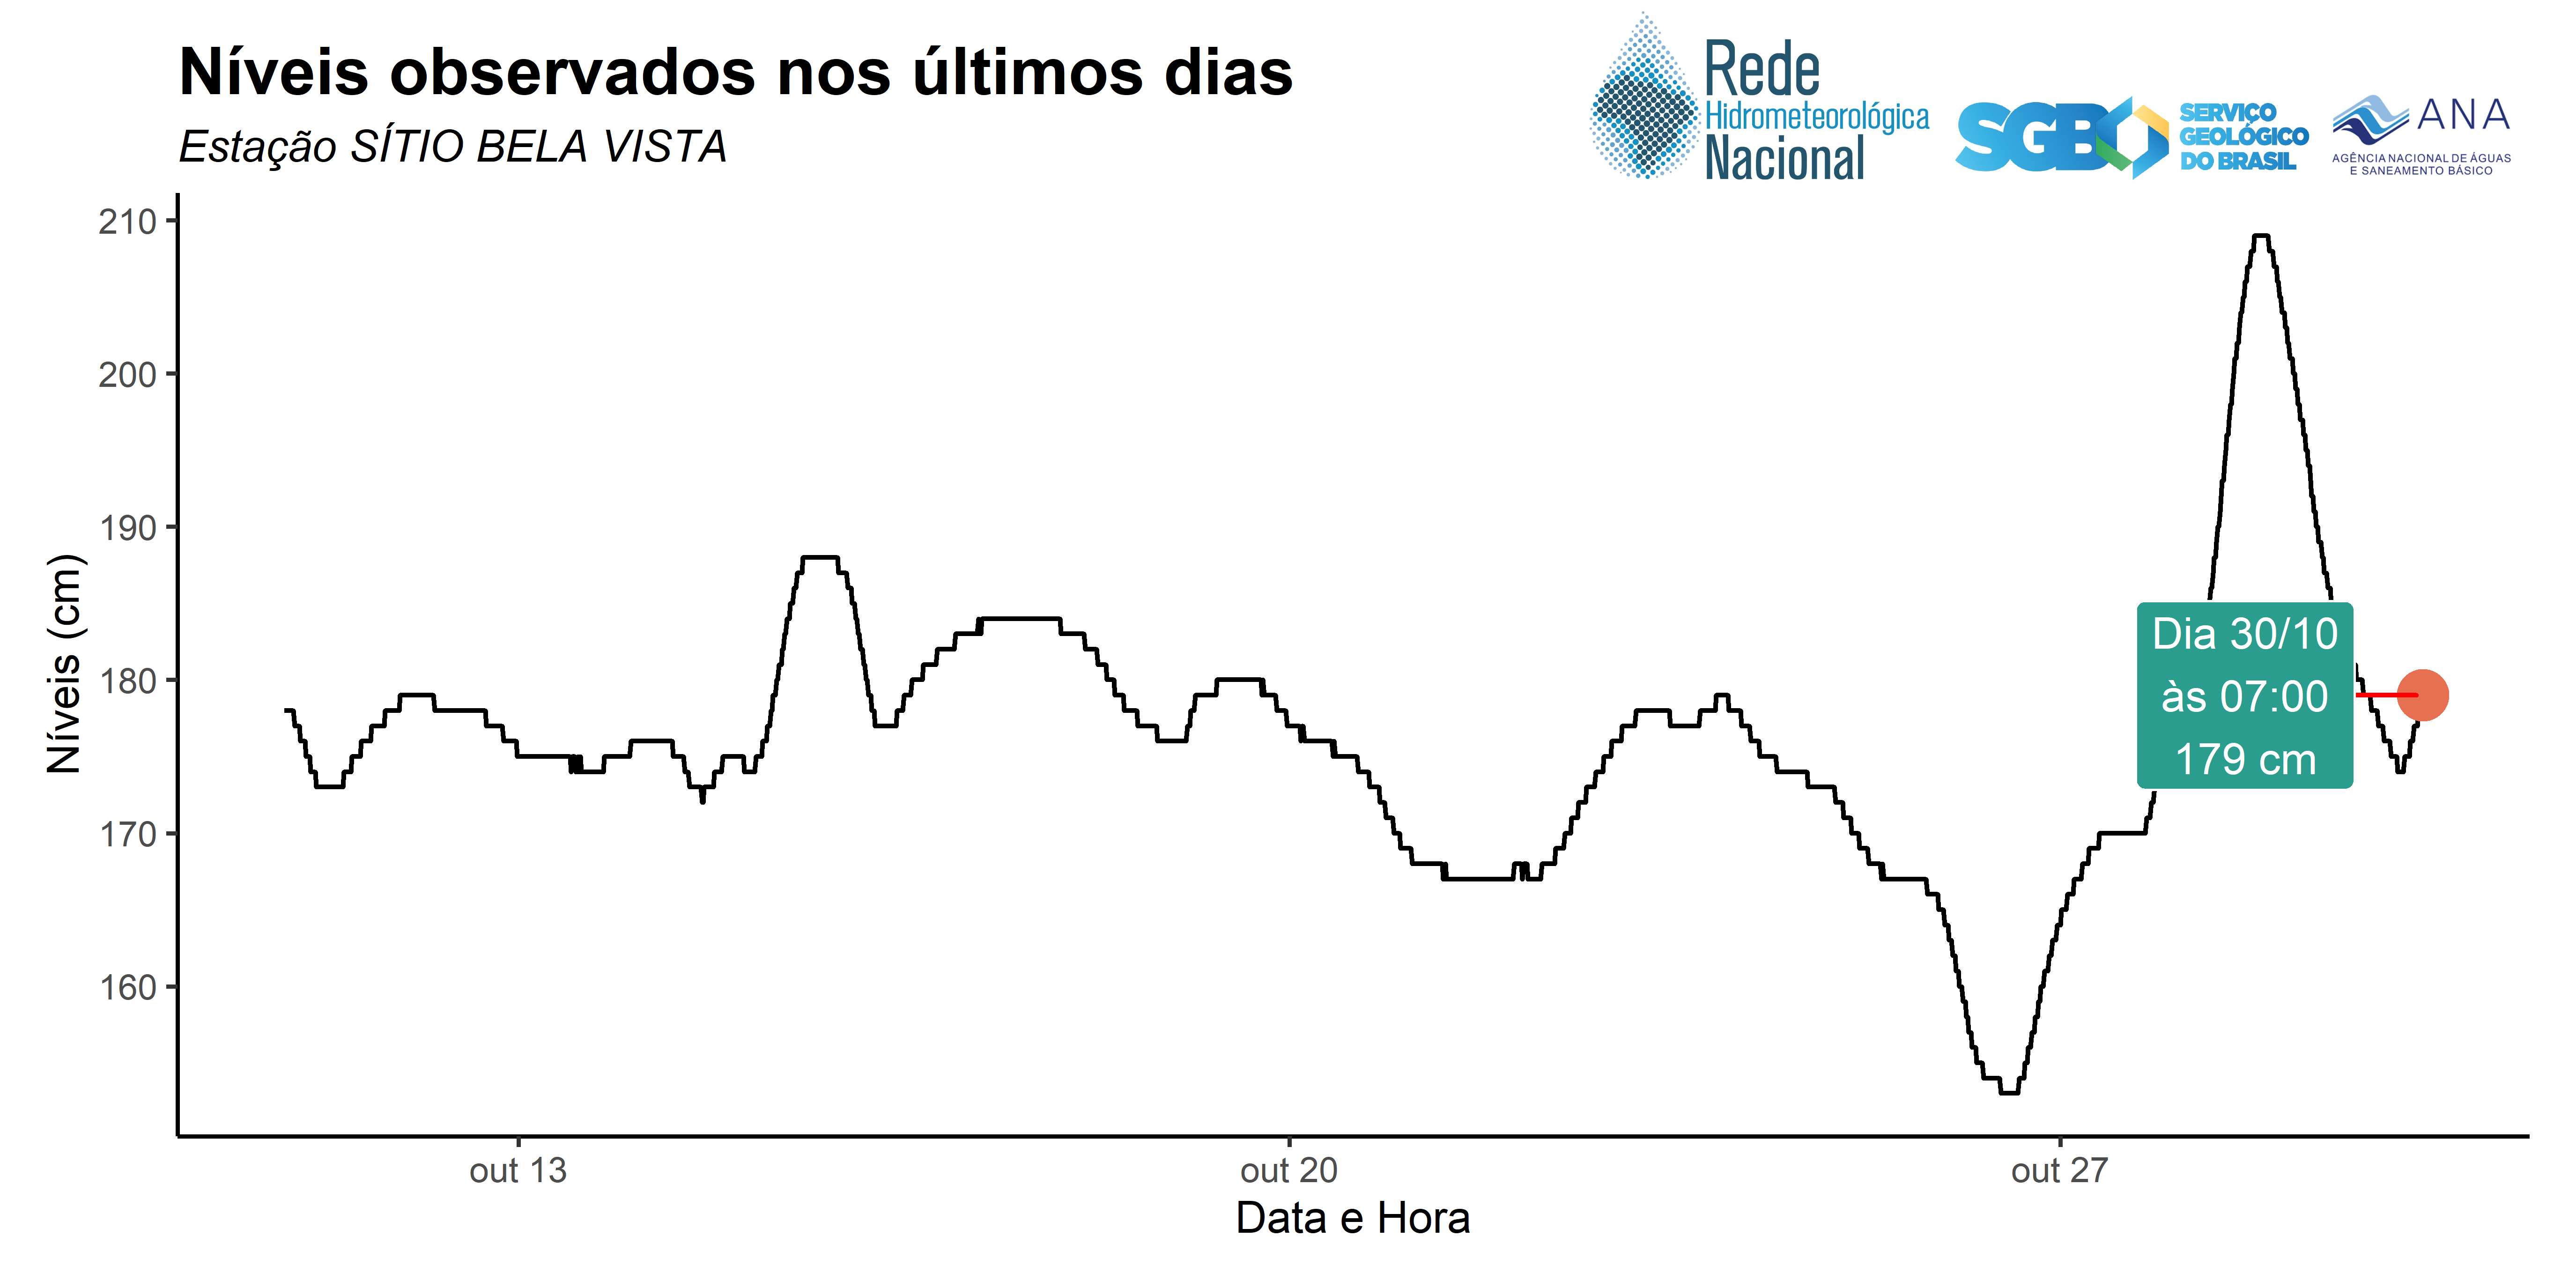 Níveis observados nos últimos dias
Estação SÍTIO BELA VISTA
Rede
Hidrometeorológica
Nacional
SGB
SERVIÇO
GEOLÓGICO
DO BRASIL
ANA
AGÊNCIA NACIONAL DE ÁGUAS
E SANEAMENTO BÁSICO
Níveis (cm)
210
200
190
180
170
160
Dia 30/10
às 07:00
179 cm
out 13
out 20
out 27
Data e Hora